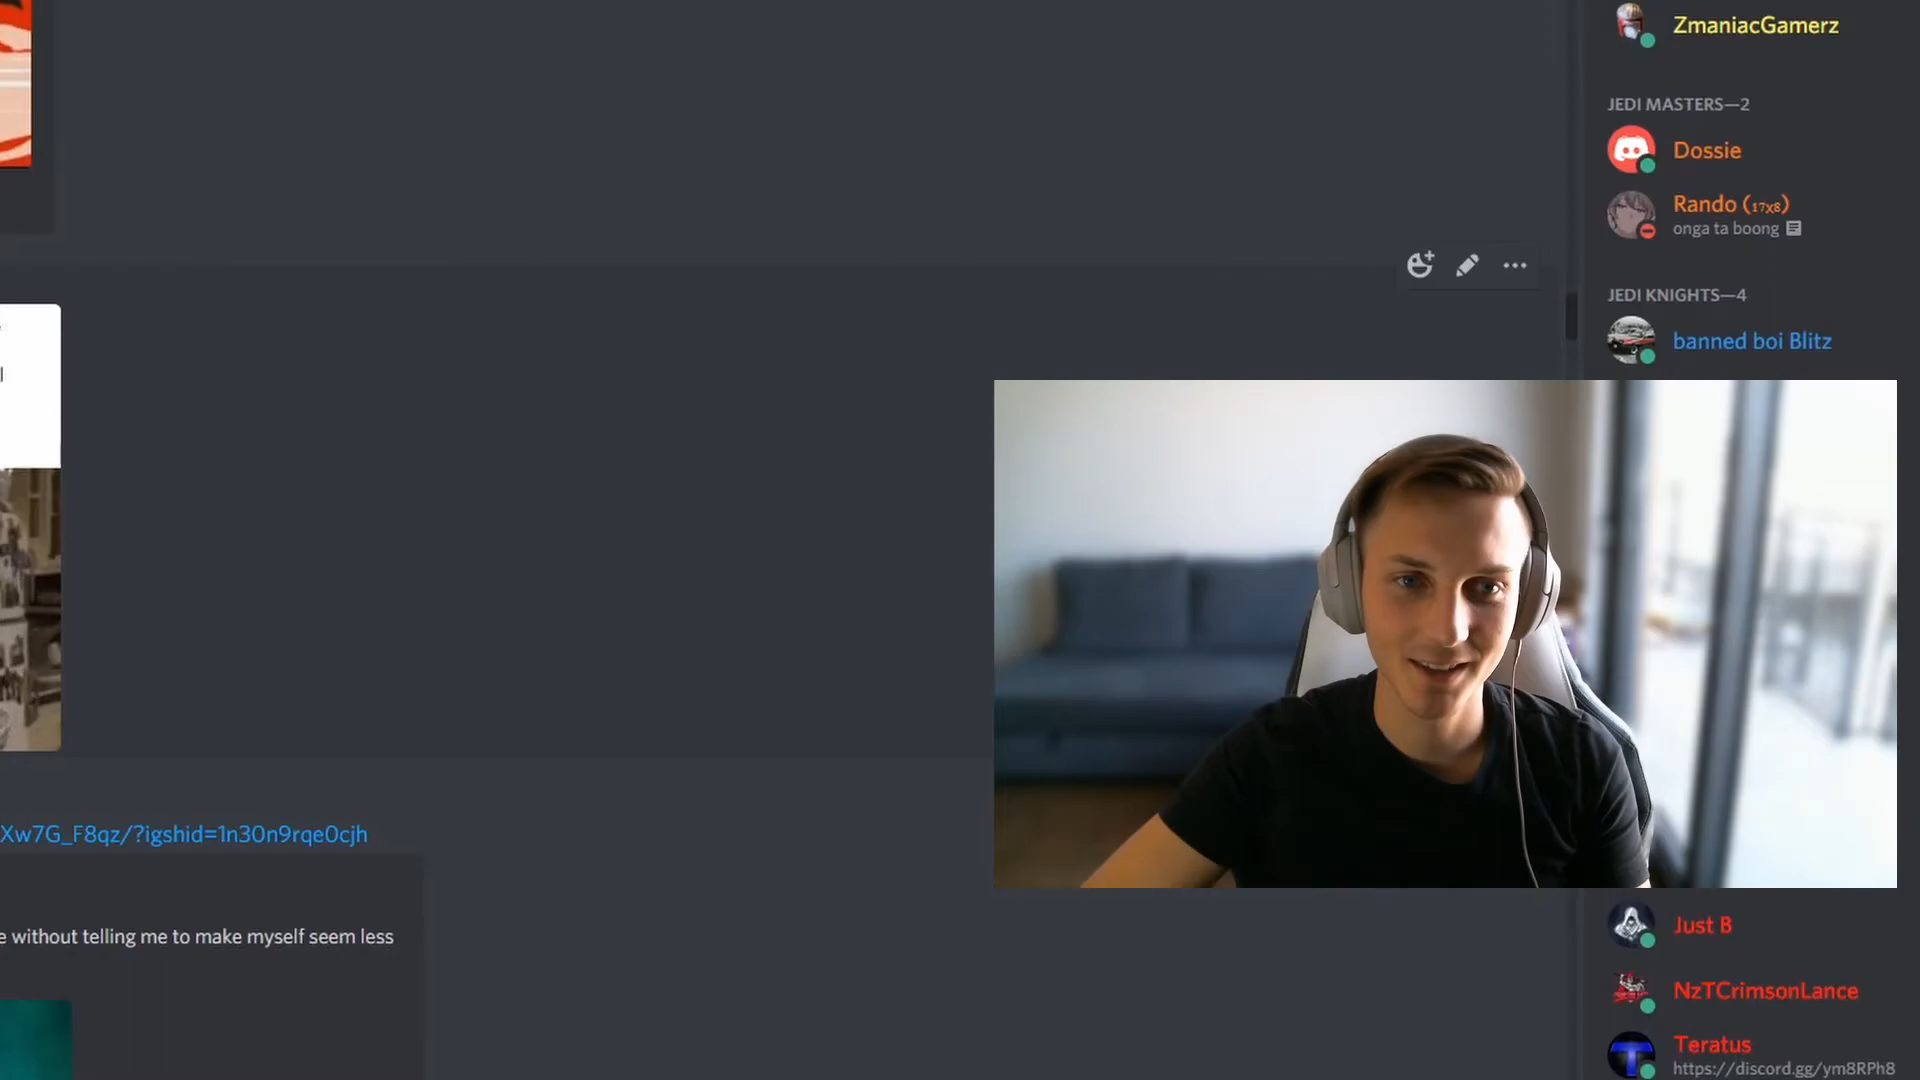 ZmaniacGamerz
JEDI MASTERS—2
Dossie
Rando (17x8)
onga ta boong
JEDI KNIGHTS—4
banned boi Blitz
Xw7G_F8qz/?igshid=1n30n9rqe0cjh
e without telling me to make myself seem less
Just B
NzTCrimsonLance
Teratus
https://discord.gg/ym8RPh8